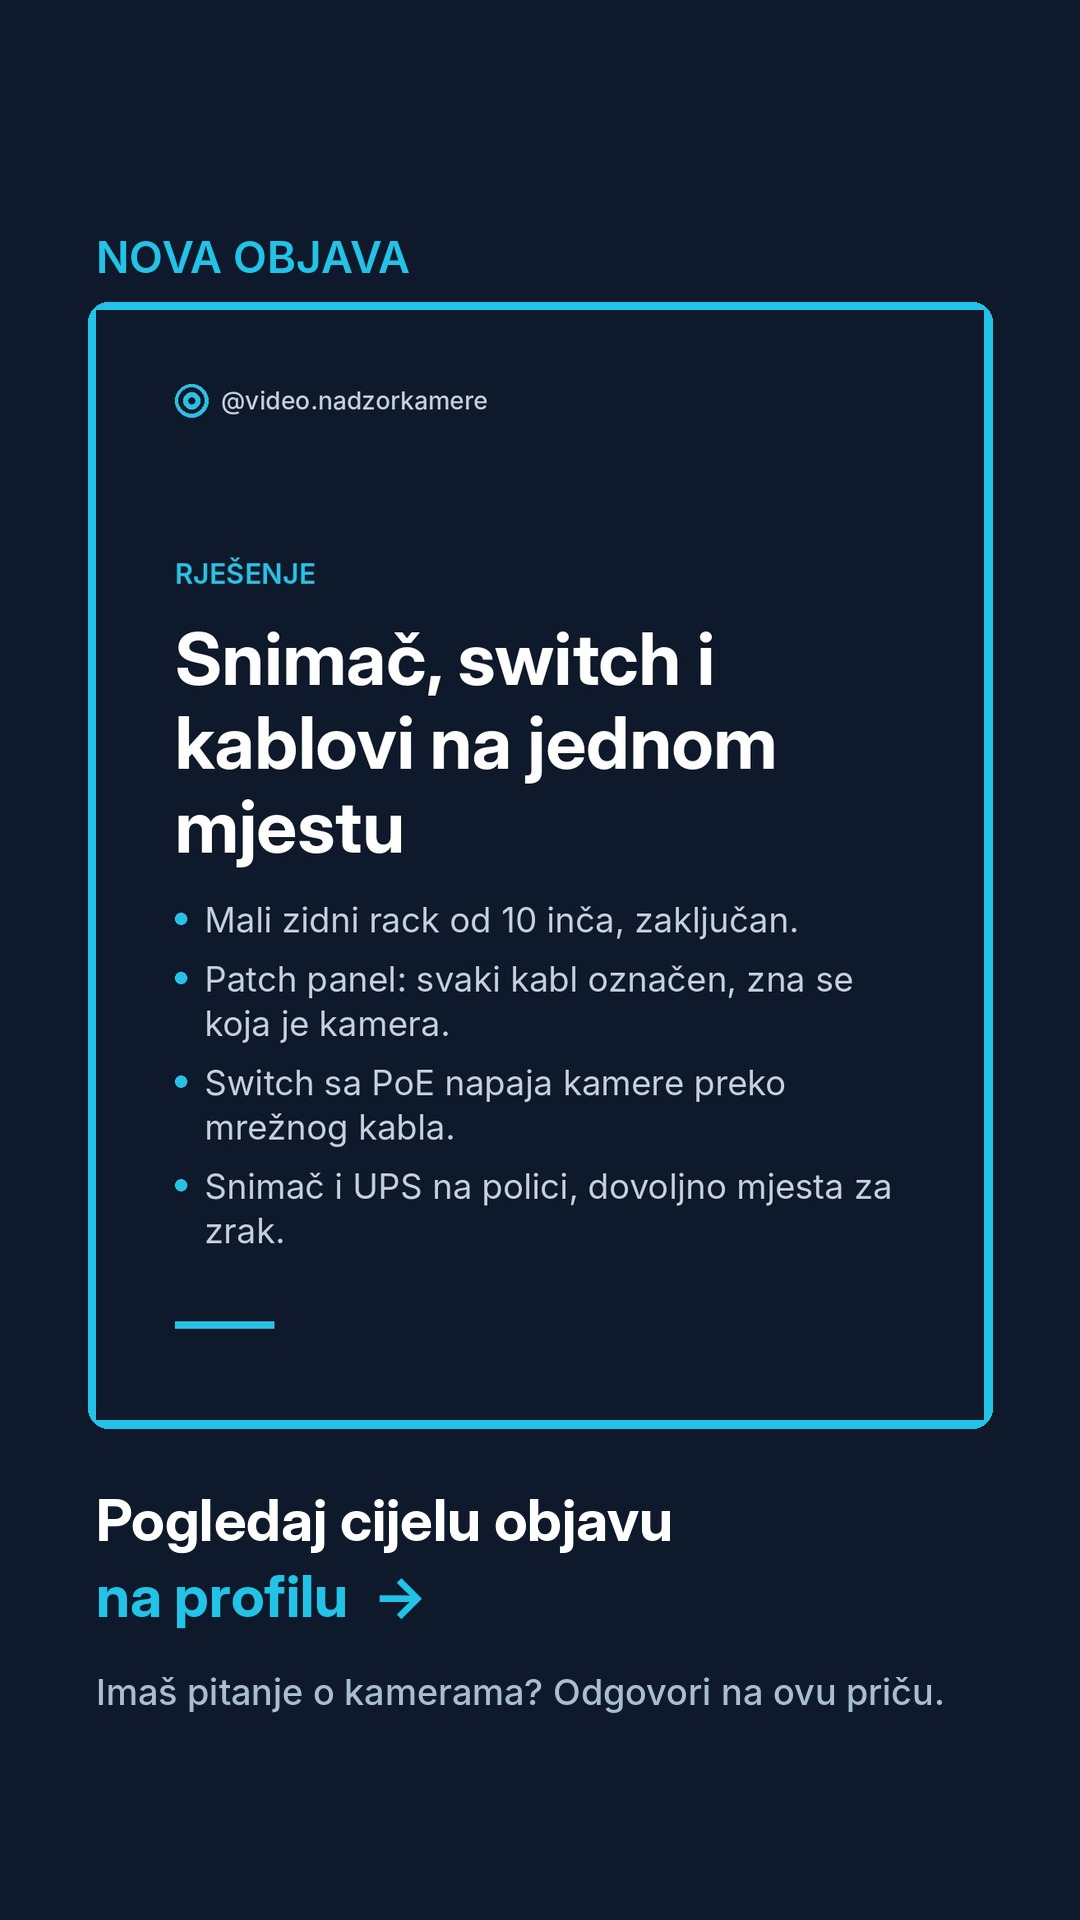 NOVA OBJAVA
@video.nadzorkamere
RJEŠENJE
Snimač, switch i
kablovi na jednom
mjestu
• Mali zidni rack od 10 inča, zaključan.
• Patch panel: svaki kabl označen, zna se
koja je kamera.
• Switch sa PoE napaja kamere preko
mrežnog kabla.
• Snimač i UPS na polici, dovoljno mjesta za
zrak.
Pogledaj cijelu objavu
na profilu →
Imaš pitanje o kamerama? Odgovori na ovu priču.